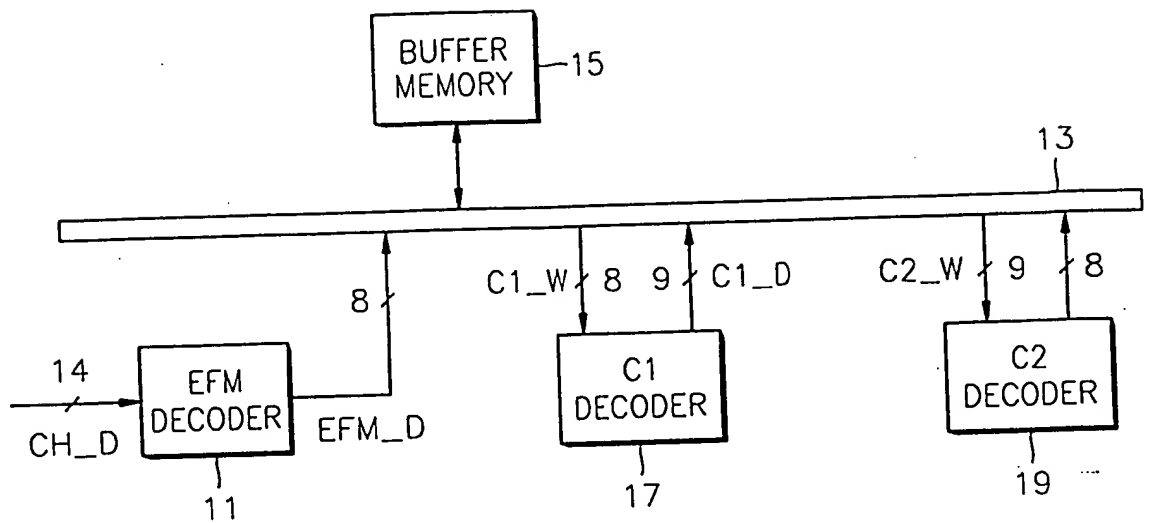 BUFFER
MEMORY
15
13
8
C1_W
8
9
C1_D
C2_W
9
8
14
CH_D
EFM
DECODER
EFM_D
11
C1
DECODER
17
C2
DECODER
19